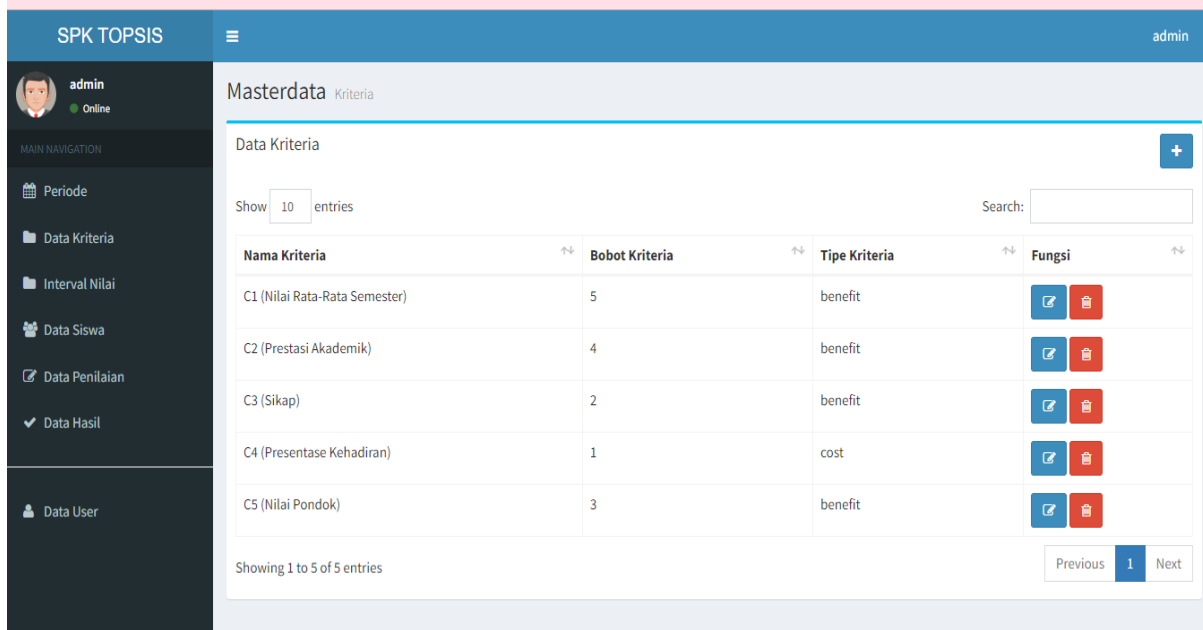 SPK TOPSIS
admin
admin
Online
MAIN NAVIGATION
Periode
Data Kriteria
Interval Nilai
Data Siswa
Data Penilaian
Data Hasil
Data User
Masterdata Kriteria
Data Kriteria
Show 10 entries
Search:
Nama Kriteria Bobot Kriteria Tipe Kriteria Fungsi
C1 (Nilai Rata-Rata Semester) 5 benefit
C2 (Prestasi Akademik) 4 benefit
C3 (Sikap) 2 benefit
C4 (Presentase Kehadiran) 1 cost
C5 (Nilai Pondok) 3 benefit
Showing 1 to 5 of 5 entries
Previous 1 Next